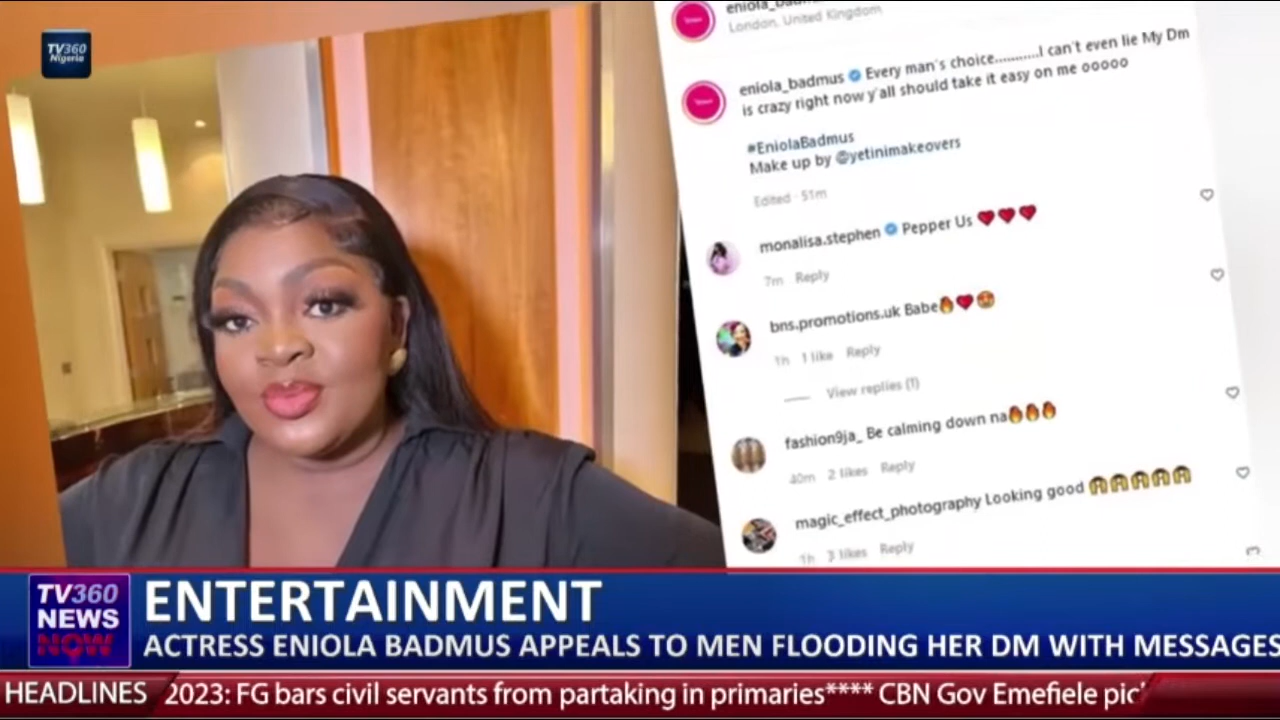 TV360
Nigeria
London, United Kingdom
eniola_badmus Every man's choice...........I can't even lie My Dm
is crazy right now y'all should take it easy on me ooooo
#EniolaBadmus
Make up by @yetinimakeovers
Edited · 51m
monalisa.stephen Pepper Us ❤❤❤
7m Reply
bns.promotions.uk Babe🔥❤😍
1h 1 like Reply
View replies (1)
fashion9ja_ Be calming down na🔥🔥🔥
40m 2 likes Reply
magic_effect_photography Looking good
1h 3 likes Reply
TV360
NEWS
NOW
ENTERTAINMENT
ACTRESS ENIOLA BADMUS APPEALS TO MEN FLOODING HER DM WITH MESSAGES
HEADLINES 2023: FG bars civil servants from partaking in primaries**** CBN Gov Emefiele pic